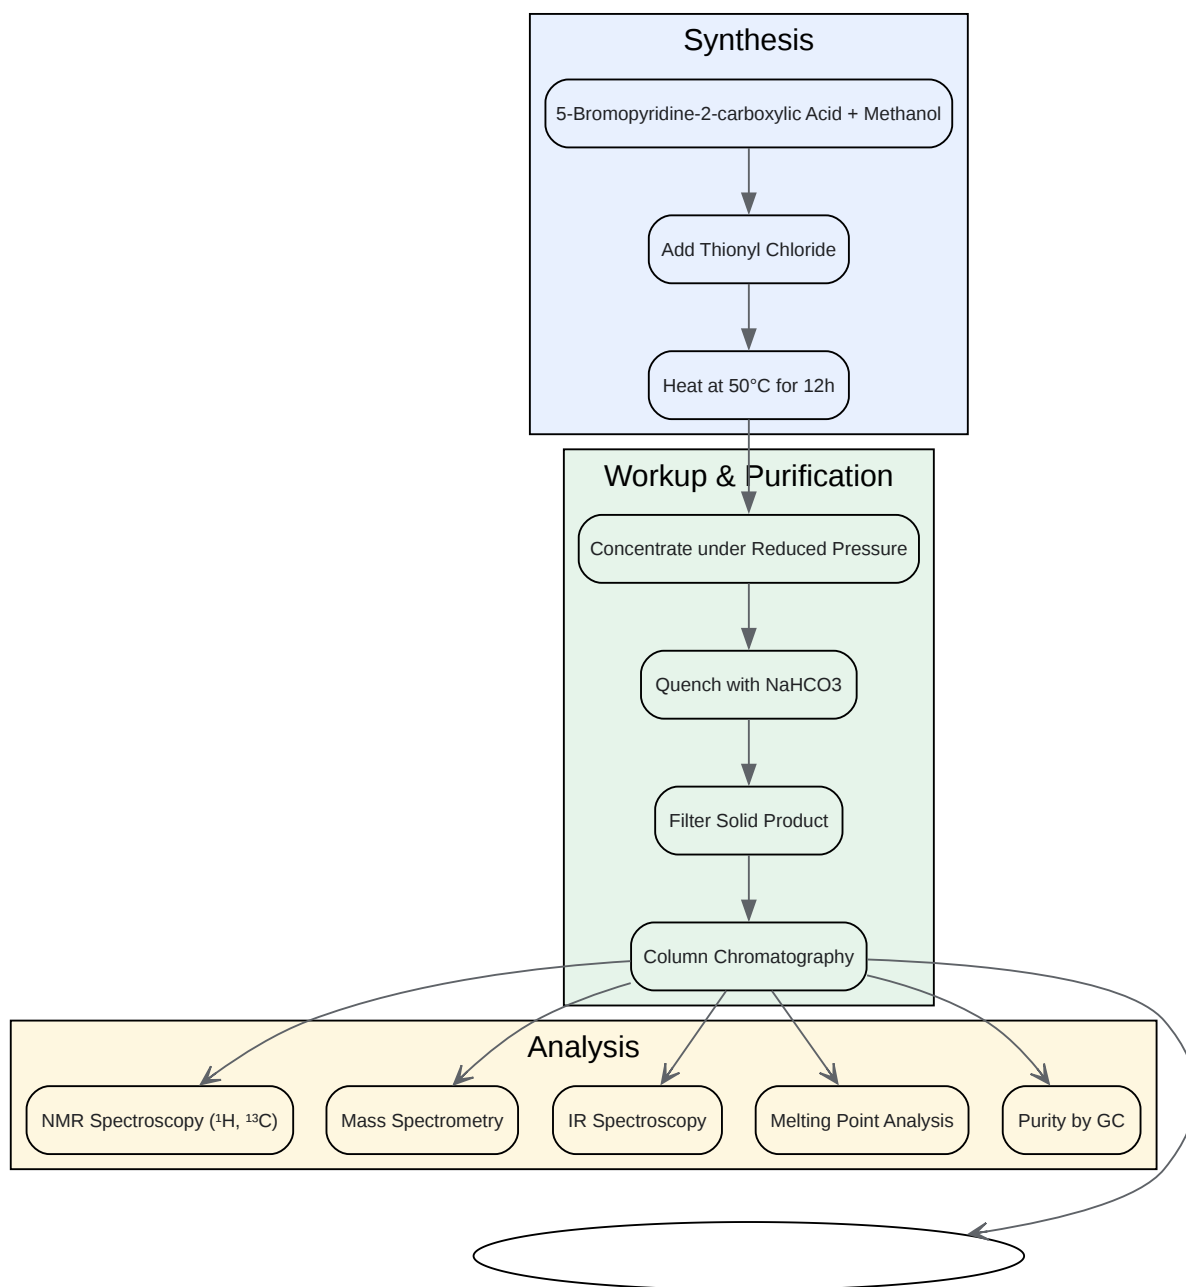 Synthesis
5-Bromopyridine-2-carboxylic Acid + Methanol
Add Thionyl Chloride
Heat at 50°C for 12h
Workup & Purification
Concentrate under Reduced Pressure
Quench with NaHCO3
Filter Solid Product
Column Chromatography
Analysis
NMR Spectroscopy (¹H, ¹³C)
Mass Spectrometry
IR Spectroscopy
Melting Point Analysis
Purity by GC